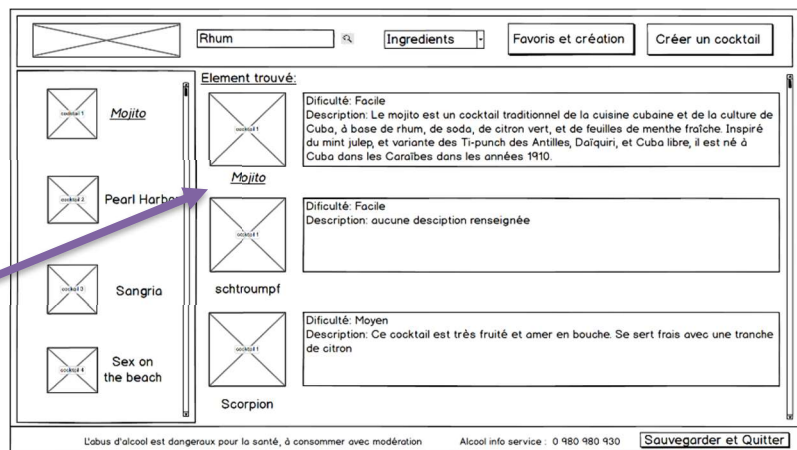 Rhum
Ingredients
Favoris et création
Créer un cocktail
cocktail 1
Mojito
cocktail 2
Pearl Harbor
cocktail 3
Sangria
cocktail 4
Sex on
the beach
Element trouvé:
cocktail 1
Mojito
Dificulté: Facile
Description: Le mojito est un cocktail traditionnel de la cuisine cubaine et de la culture de
Cuba, à base de rhum, de soda, de citron vert, et de feuilles de menthe fraîche. Inspiré
du mint julep, et variante des Ti-punch des Antilles, Daïquiri, et Cuba libre, il est né à
Cuba dans les Caraïbes dans les années 1910.
cocktail 1
schtroumpf
Dificulté: Facile
Description: aucune desciption renseignée
cocktail 1
Scorpion
Dificulté: Moyen
Description: Ce cocktail est très fruité et amer en bouche. Se sert frais avec une tranche
de citron
L'abus d'alcool est dangeraux pour la santé, à consommer avec modération
Alcool info service : 0 980 980 930
Sauvegarder et Quitter